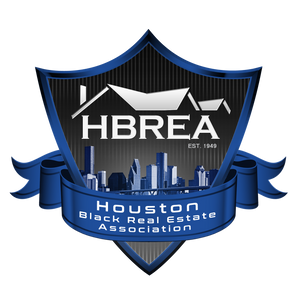 HBREA
EST. 1949
Houston
Black Real Estate
Association